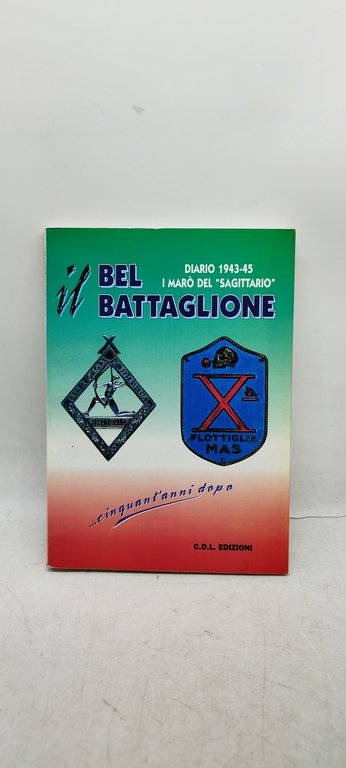 il BEL
BATTAGLIONE
DIARIO 1943-45
I MARÒ DEL "SAGITTARIO"
X
a
FLOTTIGLIA
MAS
...cinquant'anni dopo
C.D.L. EDIZIONI